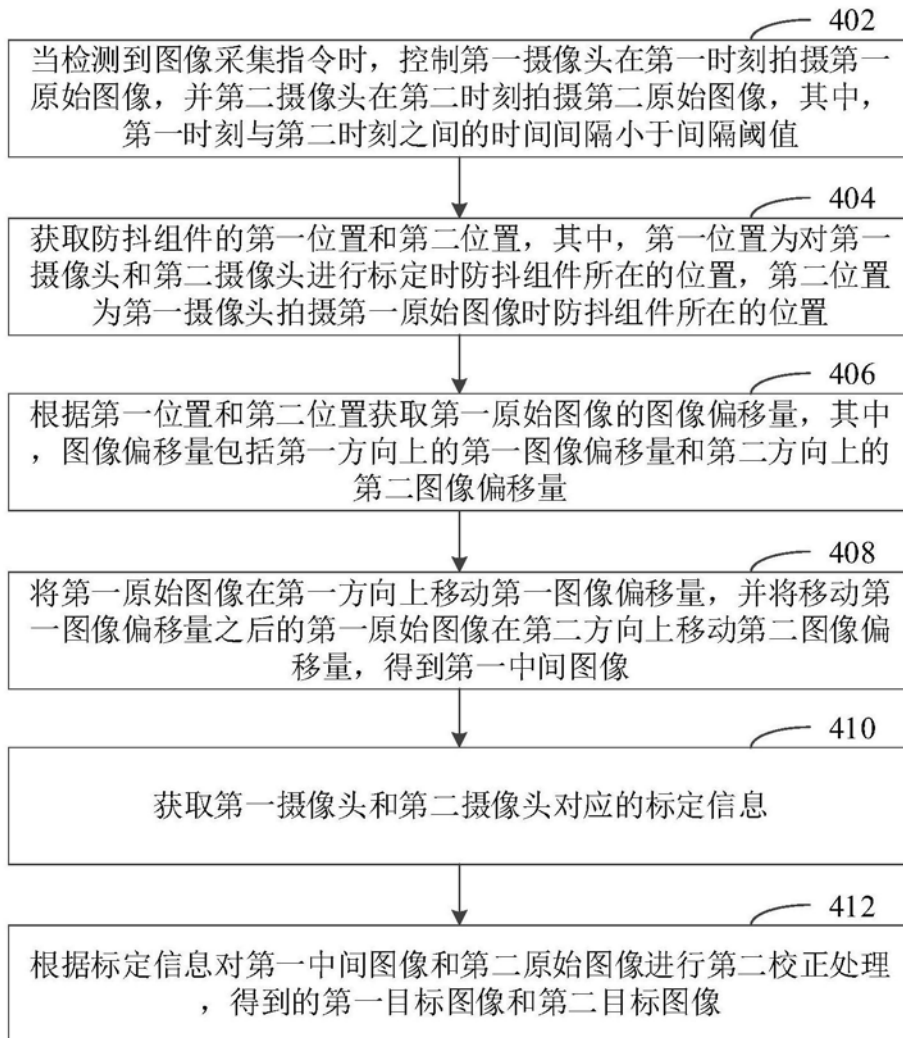 402
当检测到图像采集指令时，控制第一摄像头在第一时刻拍摄第一
原始图像，并第二摄像头在第二时刻拍摄第二原始图像，其中，
第一时刻与第二时刻之间的时间间隔小于间隔阈值
404
获取防抖组件的第一位置和第二位置，其中，第一位置为对第一
摄像头和第二摄像头进行标定时防抖组件所在的位置，第二位置
为第一摄像头拍摄第一原始图像时防抖组件所在的位置
406
根据第一位置和第二位置获取第一原始图像的图像偏移量，其中
，图像偏移量包括第一方向上的第一图像偏移量和第二方向上的
第二图像偏移量
408
将第一原始图像在第一方向上移动第一图像偏移量，并将移动第
一图像偏移量之后的第一原始图像在第二方向上移动第二图像偏
移量，得到第一中间图像
410
获取第一摄像头和第二摄像头对应的标定信息
412
根据标定信息对第一中间图像和第二原始图像进行第二校正处理
，得到的第一目标图像和第二目标图像